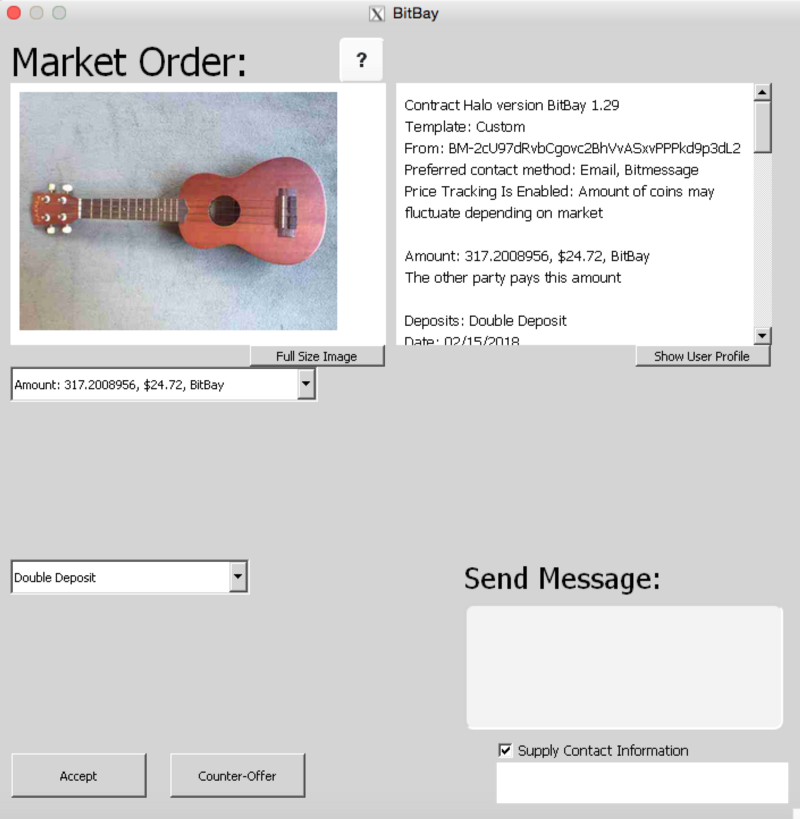 BitBay
Market Order:
?
Contract Halo version BitBay 1.29
Template: Custom
From: BM-2cU97dRvbCgovc2BhVvASxvPPPkd9p3dL2
Preferred contact method: Email, Bitmessage
Price Tracking Is Enabled: Amount of coins may
fluctuate depending on market
Amount: 317.2008956, $24.72, BitBay
The other party pays this amount
Deposits: Double Deposit
Date: 02/15/2018
Full Size Image
Show User Profile
Amount: 317.2008956, $24.72, BitBay
Double Deposit
Send Message:
Supply Contact Information
Accept
Counter-Offer